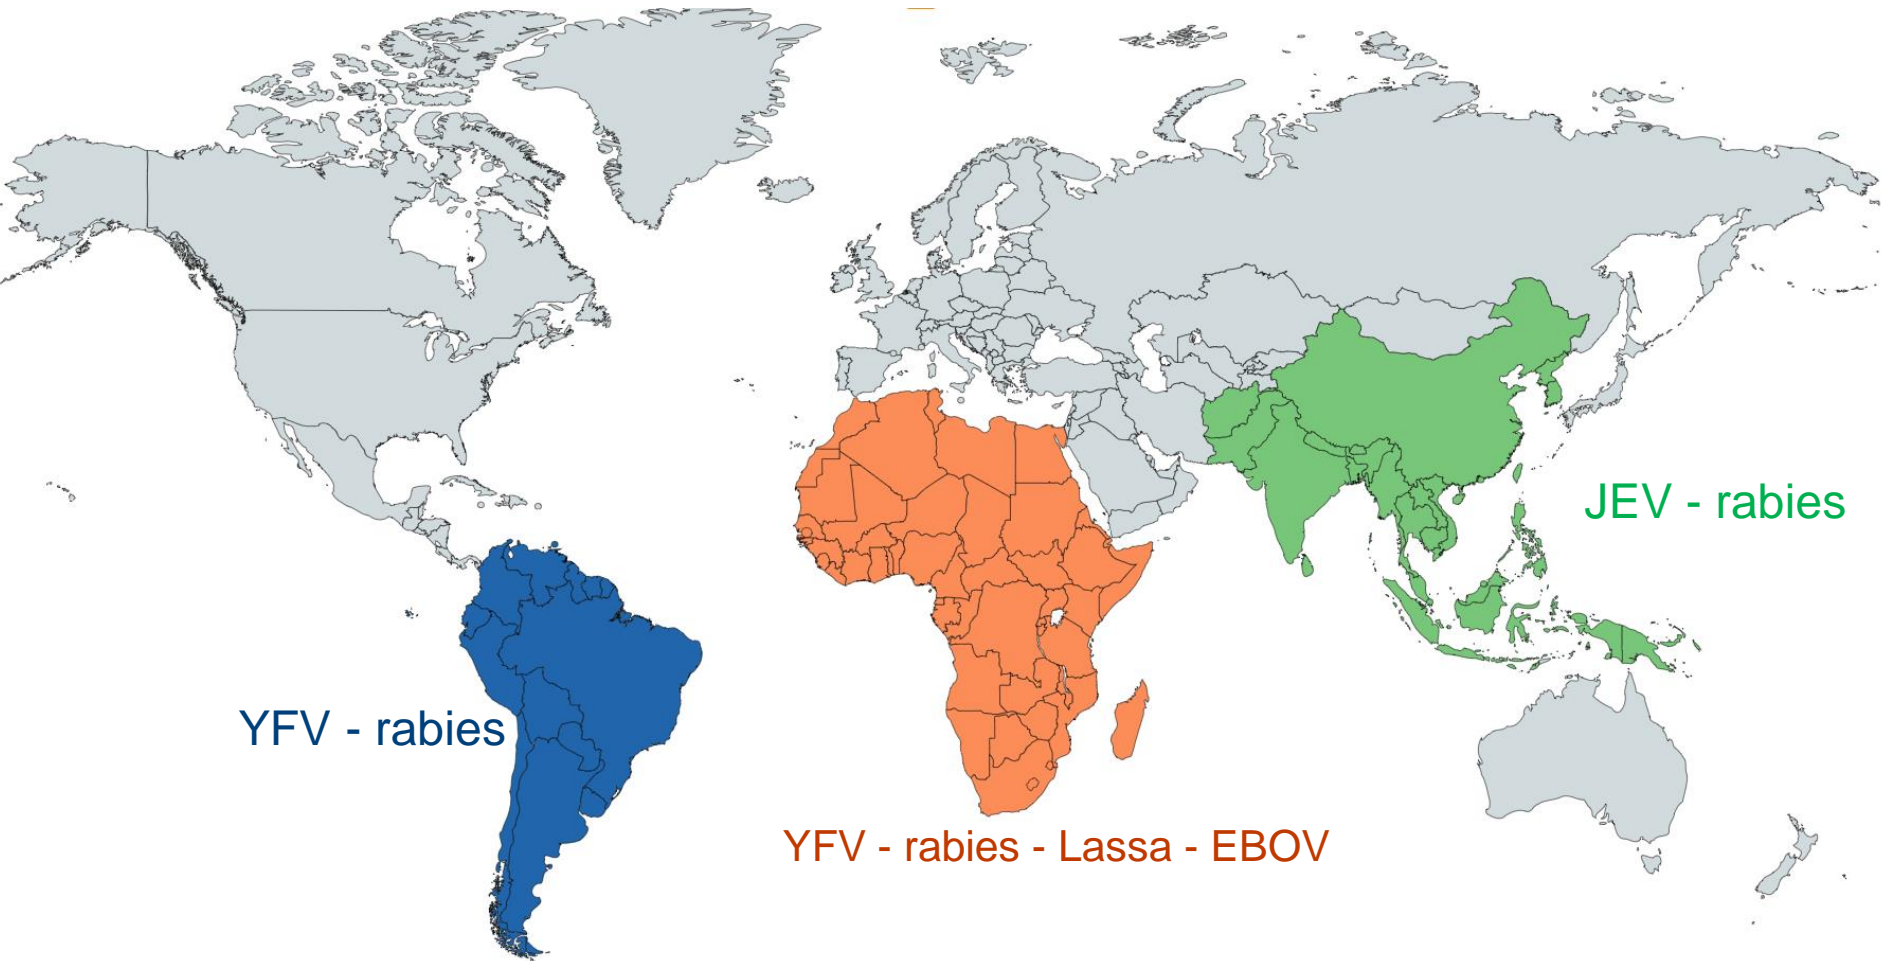 JEV - rabies
YFV - rabies
YFV - rabies - Lassa - EBOV